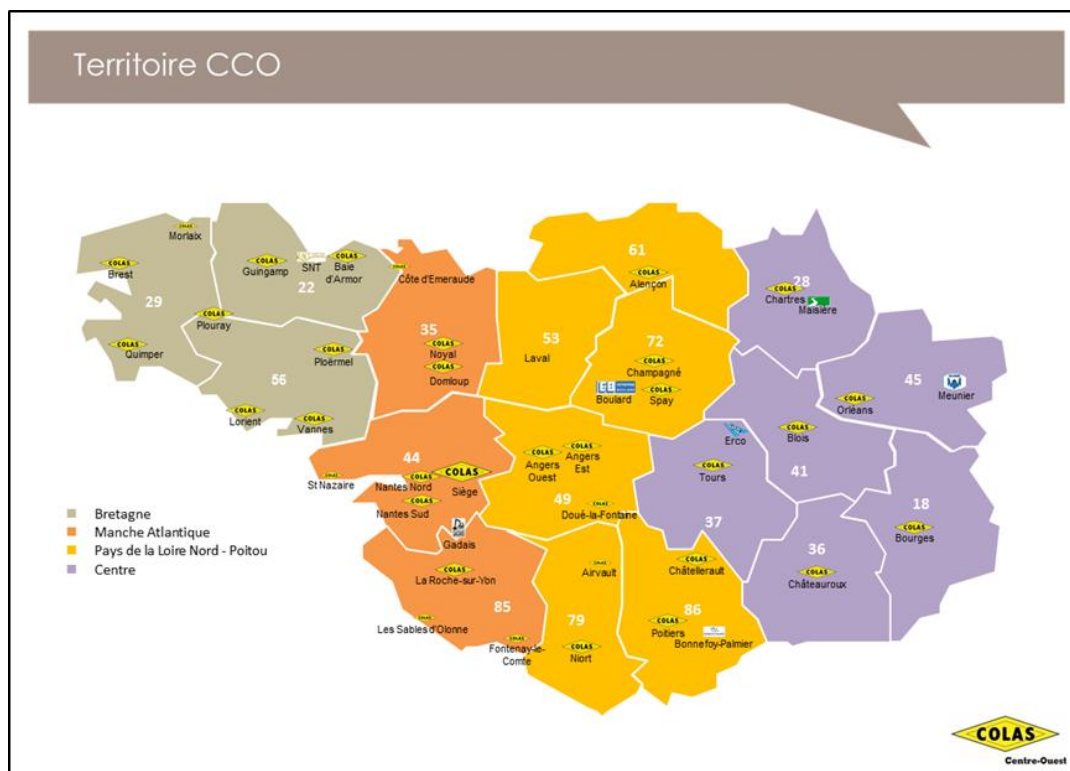 Territoire CCO
COLAS
Morlaix
COLAS
Brest
29
COLAS
Quimper
COLAS
Plouray
COLAS
Guingamp
SNT
22
COLAS
Baie
d'Armor
COLAS
Ploërmel
56
COLAS
Lorient
COLAS
Vannes
COLAS
Côte d'Emeraude
35
COLAS
Noyal
COLAS
Domloup
44
COLAS
St Nazaire
COLAS
Nantes Nord
COLAS
Siège
COLAS
Nantes Sud
Gadais
COLAS
La Roche-sur-Yon
85
COLAS
Les Sables d'Olonne
COLAS
Fontenay-le-
Comte
61
COLAS
Alençon
53
Laval
72
COLAS
Champagné
EB
Boulard
COLAS
Spay
COLAS
Angers
Ouest
COLAS
Angers
Est
49
COLAS
Doué-la-Fontaine
COLAS
Airvault
79
COLAS
Niort
COLAS
Châtellerault
86
COLAS
Poitiers
Bonnefoy-Palmier
28
COLAS
Chartres
Maisière
45
COLAS
Orléans
Meunier
Erco
COLAS
Blois
41
COLAS
Tours
37
18
COLAS
Bourges
36
COLAS
Châteauroux
Bretagne
Manche Atlantique
Pays de la Loire Nord - Poitou
Centre
COLAS
Centre-Ouest